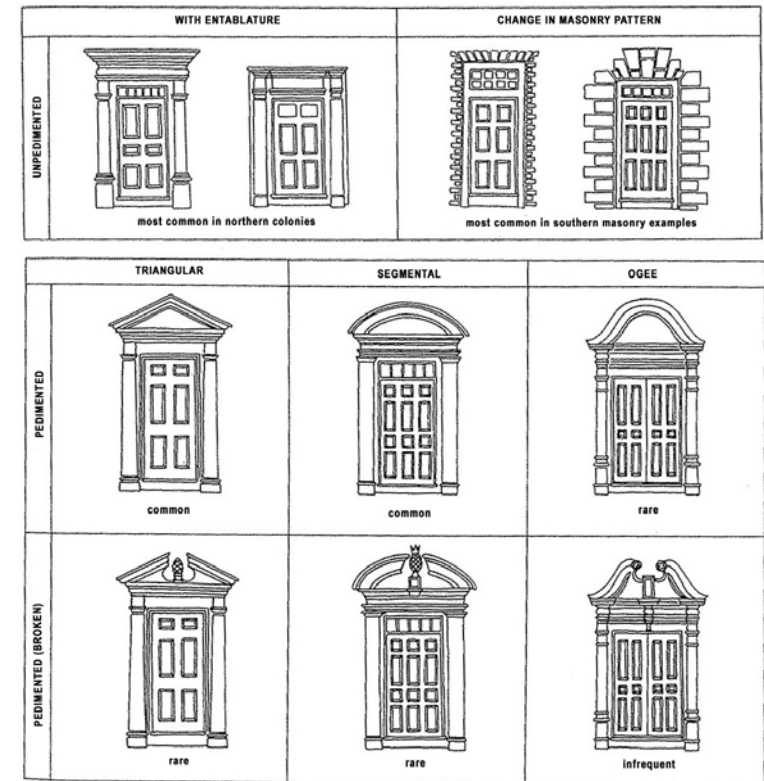 WITH ENTABLATURE
CHANGE IN MASONRY PATTERN
UNPEDIMENTED
most common in northern colonies
most common in southern masonry examples
TRIANGULAR
SEGMENTAL
OGEE
PEDIMENTED
common
common
rare
PEDIMENTED (BROKEN)
rare
rare
infrequent